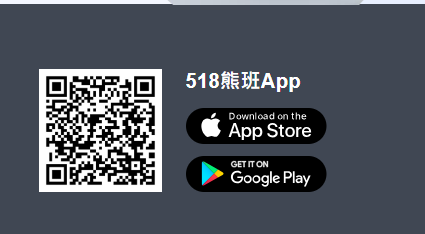 518熊班App
Download on the
App Store
GET IT ON
Google Play